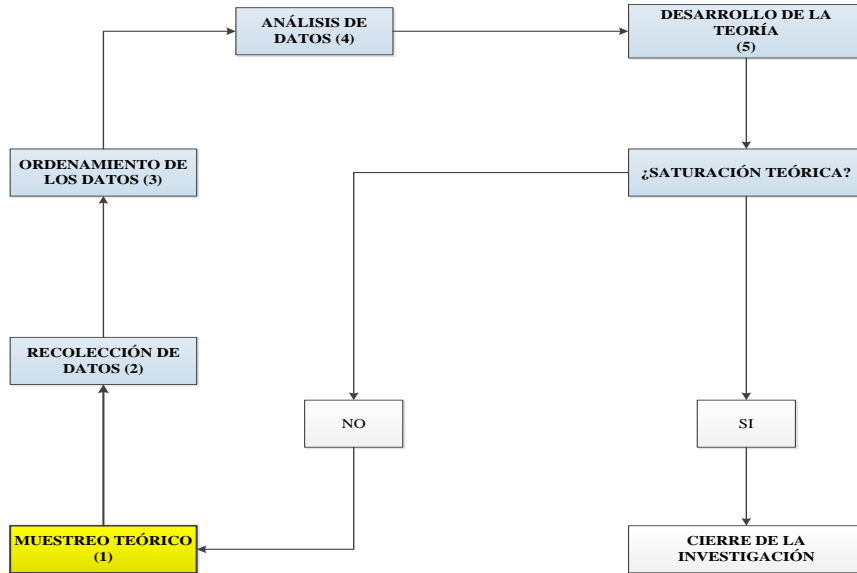 ANÁLISIS DE
DATOS (4)
DESARROLLO DE LA
TEORÍA
(5)
ORDENAMIENTO DE
LOS DATOS (3)
¿SATURACIÓN TEÓRICA?
RECOLECCIÓN DE
DATOS (2)
NO
SI
MUESTREO TEÓRICO
(1)
CIERRE DE LA
INVESTIGACIÓN